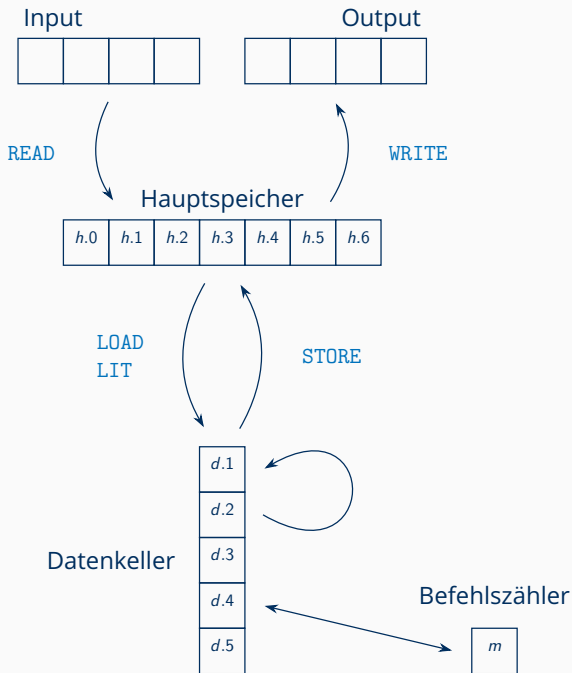 Input
Output
READ
WRITE
Hauptspeicher
h.0 h.1 h.2 h.3 h.4 h.5 h.6
LOAD
LIT
STORE
d.1
d.2
d.3
Datenkeller
d.4
Befehlszähler
d.5
m